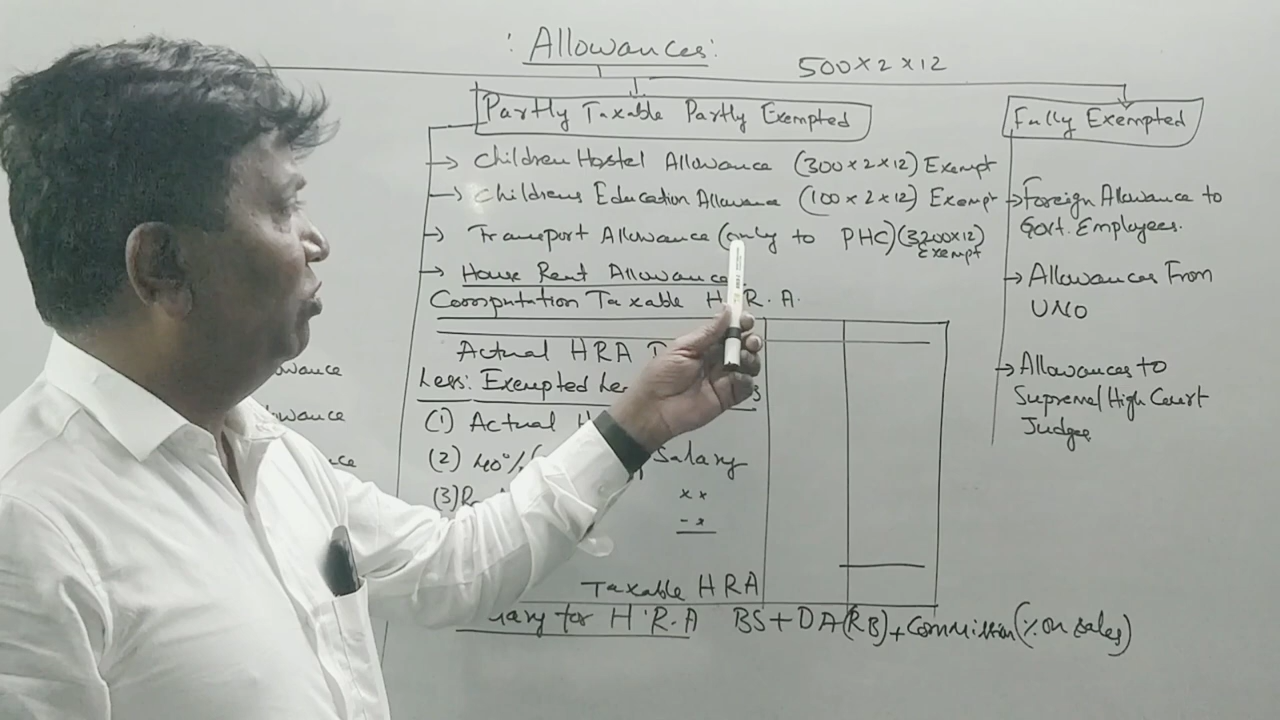 : Allowances:
500×2×12
Partly Taxable Partly Exempted
→ Children Hostel Allowance (300×2×12) Exempt
→ Childrens Education Allowance (100×2×12) Exempt
→ Transport Allowance (only to PHC)(3200×12)
Exempt
→ House Rent Allowance
Computation Taxable H.R.A.
Actual HRA
Less: Exempted
(1) Actual
(2) 40% Salary
(3)
××
-×
Taxable HRA
for H.R.A BS+DA(RB)+Commission(% on sales)
Fully Exempted
→ Foreign Allowance to
Govt. Employees.
→ Allowances From
UNO
→ Allowances to
Supreme/High Court
Judges